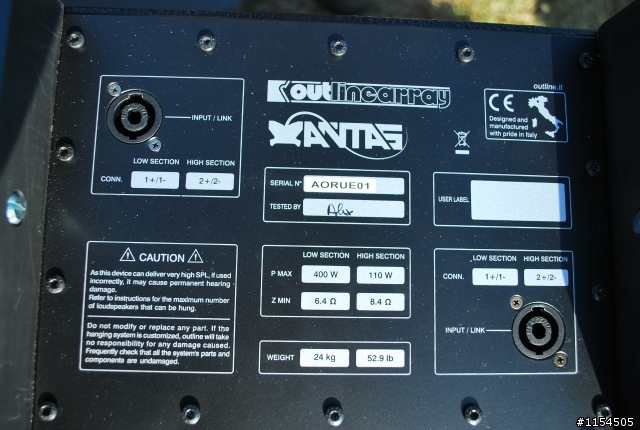 outlinearray
outline.it
XANTAS
CE
Designed and
manufactured
with pride in Italy
INPUT / LINK
LOW SECTION HIGH SECTION
CONN. 1+/1- 2+/2-
SERIAL N° AORUE01
TESTED BY Alex
USER LABEL
CAUTION
As this device can deliver very high SPL, if used
incorrectly, it may cause permanent hearing
damage.
Refer to instructions for the maximum number
of loudspeakers that can be hung.
Do not modify or replace any part. If the
hanging system is customized, outline will take
no responsibility for any damage caused.
Frequently check that all the system's parts and
components are undamaged.
LOW SECTION HIGH SECTION
P MAX 400 W 110 W
Z MIN 6.4 Ω 8.4 Ω
WEIGHT 24 kg 52.9 lb
LOW SECTION HIGH SECTION
CONN. 1+/1- 2+/2-
INPUT / LINK
#1154505